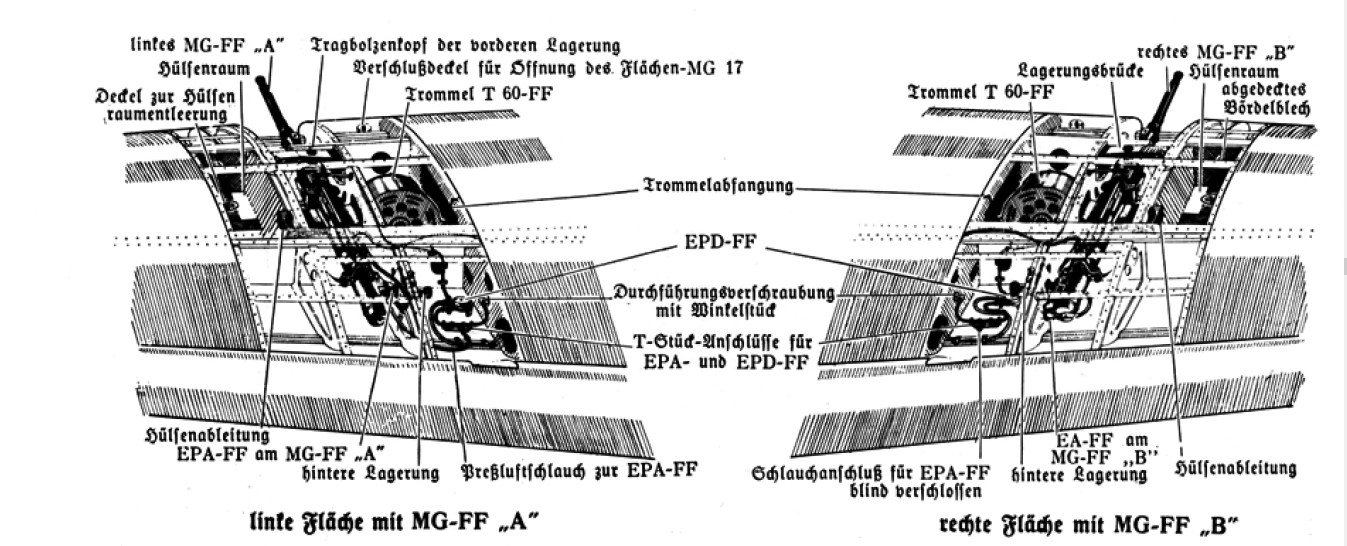 linkes MG-FF „A"
Tragbolzenkopf der vorderen Lagerung
Hülsenraum
Verschlußdeckel für Öffnung des Flächen-MG 17
Deckel zur Hülsen
raumentleerung
Trommel T 60-FF
rechtes MG-FF „B"
Lagerungsbrücke
Hülsenraum
Trommel T 60-FF
abgedecktes
Bördelblech
Trommelabfangung
EPD-FF
Durchführungsverschraubung
mit Winkelstück
T-Stück-Anschlüsse für
EPA- und EPD-FF
Hülsenableitung
EPA-FF am MG-FF „A"
hintere Lagerung
Preßluftschlauch zur EPA-FF
Schlauchanschluß für EPA-FF
blind verschlossen
EA-FF am
MG-FF „B"
hintere Lagerung
Hülsenableitung
linke Fläche mit MG-FF „A"
rechte Fläche mit MG-FF „B"